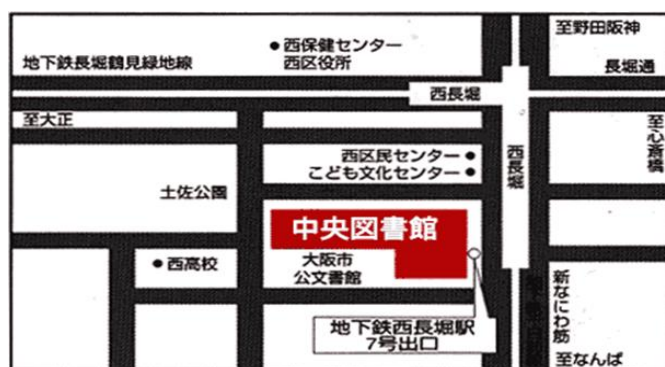 至野田阪神
西保健センター
西区役所
地下鉄長堀鶴見緑地線
長堀通
西長堀
至大正
至心斎橋
西区民センター
こども文化センター
西長堀
土佐公園
中央図書館
大阪市
公文書館
西高校
新なにわ筋
地下鉄西長堀駅
7号出口
至なんば